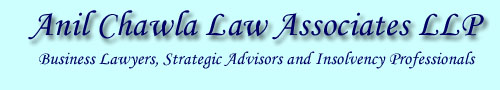 Anil Chawla Law Associates LLP
Business Lawyers, Strategic Advisors and Insolvency Professionals